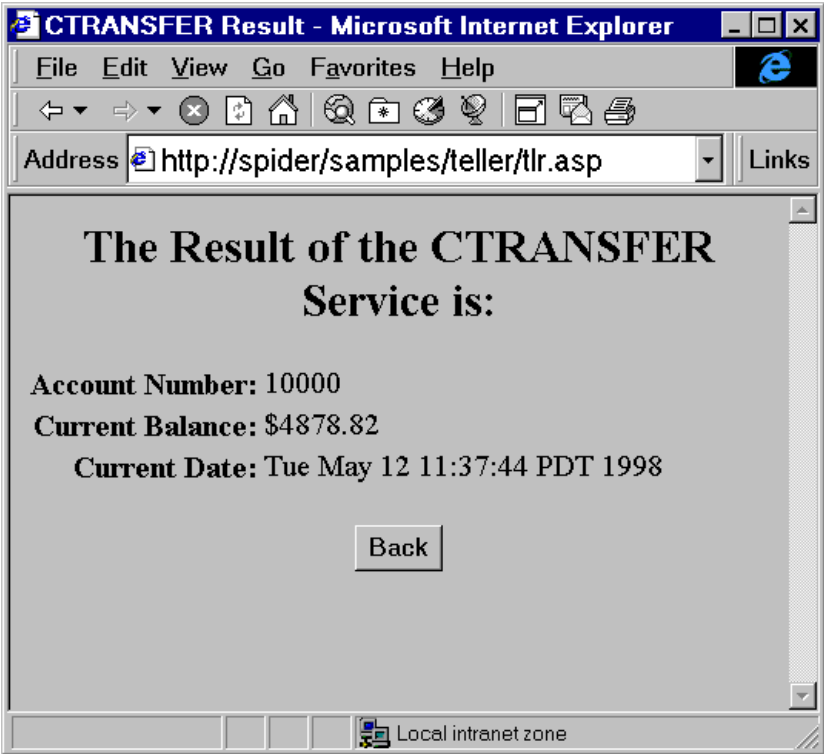 CTRANSFER Result - Microsoft Internet Explorer
File Edit View Go Favorites Help
Address http://spider/samples/teller/tlr.asp Links
The Result of the CTRANSFER
Service is:
Account Number: 10000
Current Balance: $4878.82
Current Date: Tue May 12 11:37:44 PDT 1998
Back
Local intranet zone